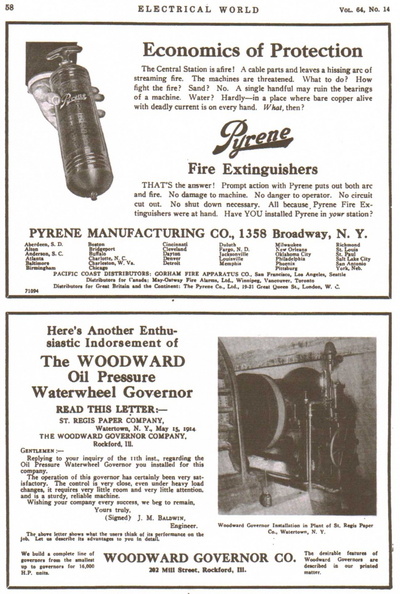 58
ELECTRICAL WORLD
VOL. 64, No. 14
Pyrene
Economics of Protection
The Central Station is afire! A cable parts and leaves a hissing arc of
streaming fire. The machines are threatened. What to do? How
fight the fire? Sand? No. A single handful may ruin the bearings
of a machine. Water? Hardly—in a place where bare copper alive
with deadly current is on every hand. What, then?
Pyrene
Fire Extinguishers
THAT'S the answer! Prompt action with Pyrene puts out both arc
and fire. No damage to machine. No danger to operator. No circuit
cut out. No shut down necessary. All because Pyrene Fire Ex-
tinguishers were at hand. Have YOU installed Pyrene in your station?
PYRENE MANUFACTURING CO., 1358 Broadway, N. Y.
Aberdeen, S. D.
Alton
Anderson, S. C.
Atlanta
Baltimore
Birmingham
Boston
Bridgeport
Buffalo
Charlotte, N. C.
Charleston, W. Va.
Chicago
Cincinnati
Cleveland
Dayton
Denver
Detroit
Duluth
Fargo, N. D.
Jacksonville
Louisville
Memphis
Milwaukee
New Orleans
Oklahoma City
Philadelphia
Phoenix
Pittsburg
Richmond
St. Louis
St. Paul
Salt Lake City
San Antonio
York, Neb.
PACIFIC COAST DISTRIBUTORS: GORHAM FIRE APPARATUS CO., San Francisco, Los Angeles, Seattle
Distributors for Canada: May-Oatway Fire Alarms, Ltd., Winnipeg, Vancouver, Toronto
Distributors for Great Britain and the Continent: The Pyrene Co., Ltd., 19-21 Great Queen St., London, W. C.
71994
Here's Another Enthu-
siastic Indorsement of
The WOODWARD
Oil Pressure
Waterwheel Governor
READ THIS LETTER:—
ST. REGIS PAPER COMPANY,
Watertown, N. Y., May 15, 1914
THE WOODWARD GOVERNOR COMPANY,
Rockford, Ill.
GENTLEMEN:—
Replying to your inquiry of the 11th inst., regarding the
Oil Pressure Waterwheel Governor you installed for this
company.
The operation of this governor has certainly been very sat-
isfactory. The control is very close, even under heavy load
changes, it requires very little room and very little attention,
and is a sturdy, reliable machine.
Wishing your company every success, we beg to remain,
Yours truly,
(Signed) J. M. BALDWIN,
Engineer.
The above letter shows what the users think of its performance on the
job. Let us describe its advantages to you in detail.
Woodward Governor Installation in Plant of St. Regis Paper
Co., Watertown, N. Y.
We build a complete line of
governors from the smallest
up to governors for 16,000
H.P. units.
WOODWARD GOVERNOR CO.
202 Mill Street, Rockford, Ill.
The desirable features of
Woodward Governors are
described in our printed
matter.